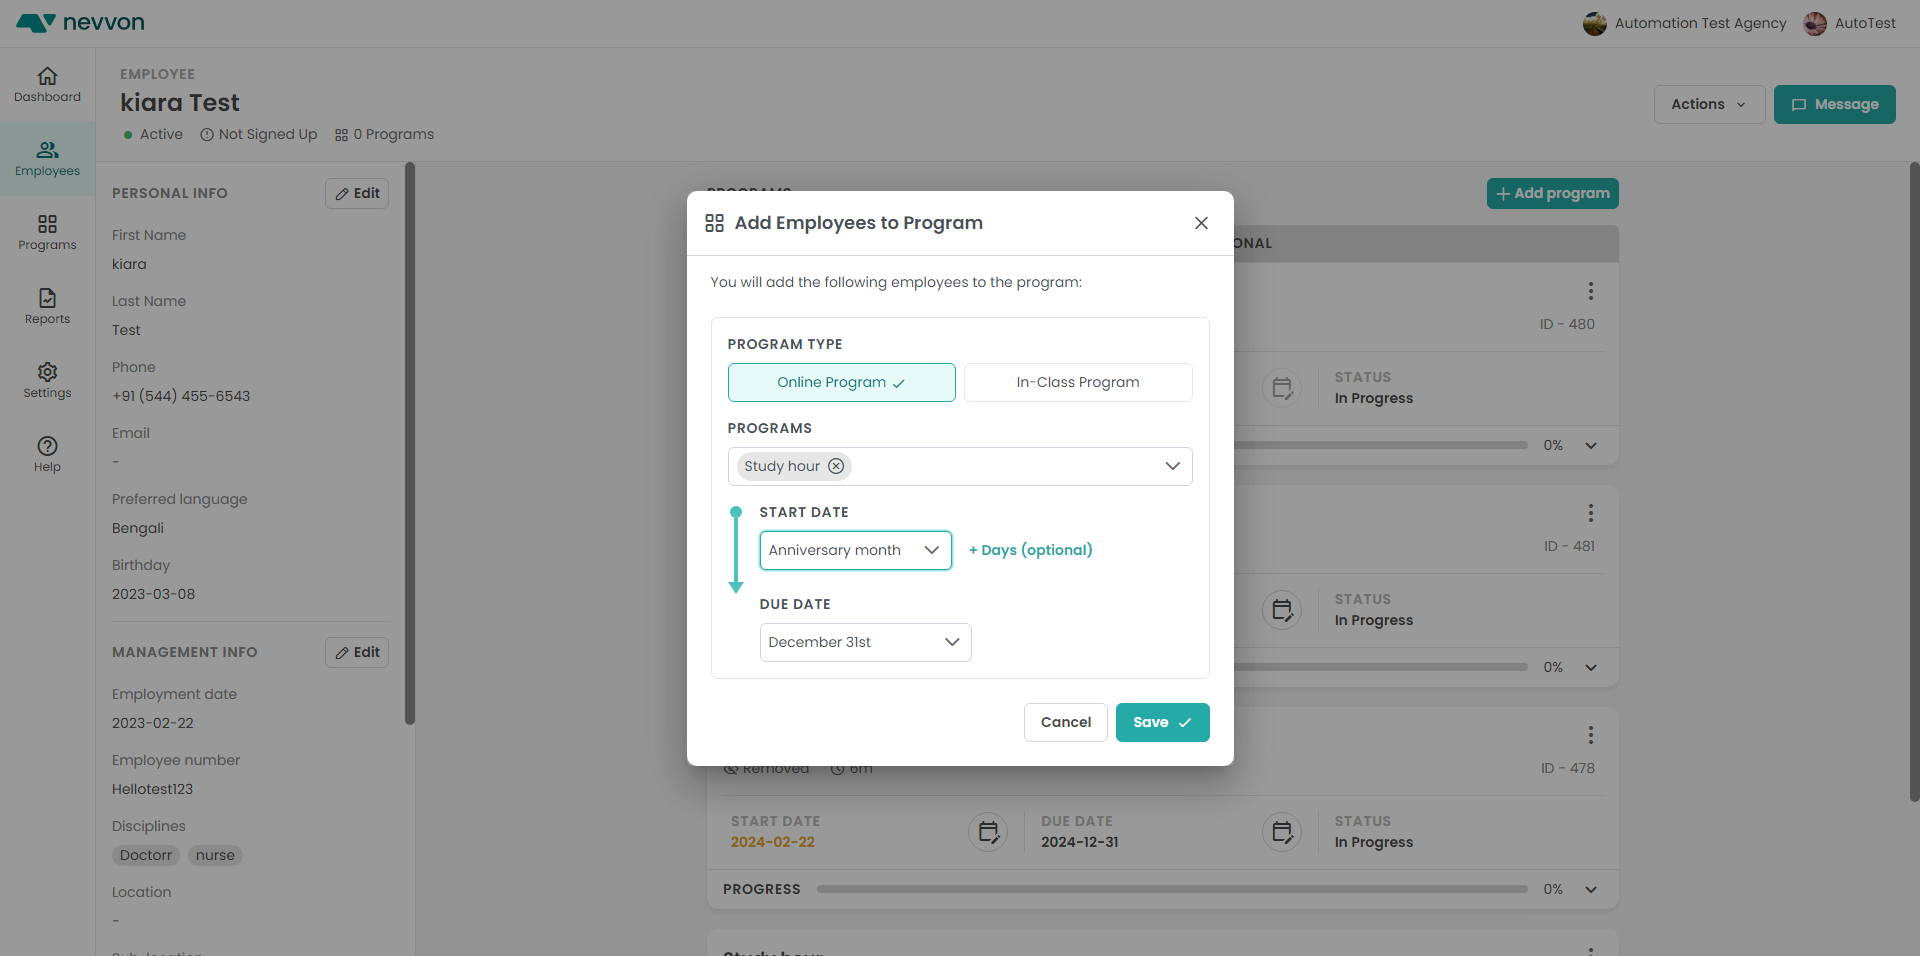 nevvon
Automation Test Agency
AutoTest
Dashboard
Employees
Programs
Reports
Settings
Help
EMPLOYEE
kiara Test
Active
Not Signed Up
0 Programs
Actions
Message
PERSONAL INFO
Edit
First Name
kiara
Last Name
Test
Phone
+91 (544) 455-6543
Email
-
Preferred language
Bengali
Birthday
2023-03-08
MANAGEMENT INFO
Edit
Employment date
2023-02-22
Employee number
Hellotest123
Disciplines
Doctorr nurse
Location
-
Add program
ONAL
ID - 480
STATUS
In Progress
0%
ID - 481
STATUS
In Progress
0%
Removed 6m
ID - 478
START DATE
2024-02-22
DUE DATE
2024-12-31
STATUS
In Progress
PROGRESS
0%
Study hour
Add Employees to Program
You will add the following employees to the program:
PROGRAM TYPE
Online Program
In-Class Program
PROGRAMS
Study hour
START DATE
Anniversary month
+ Days (optional)
DUE DATE
December 31st
Cancel
Save